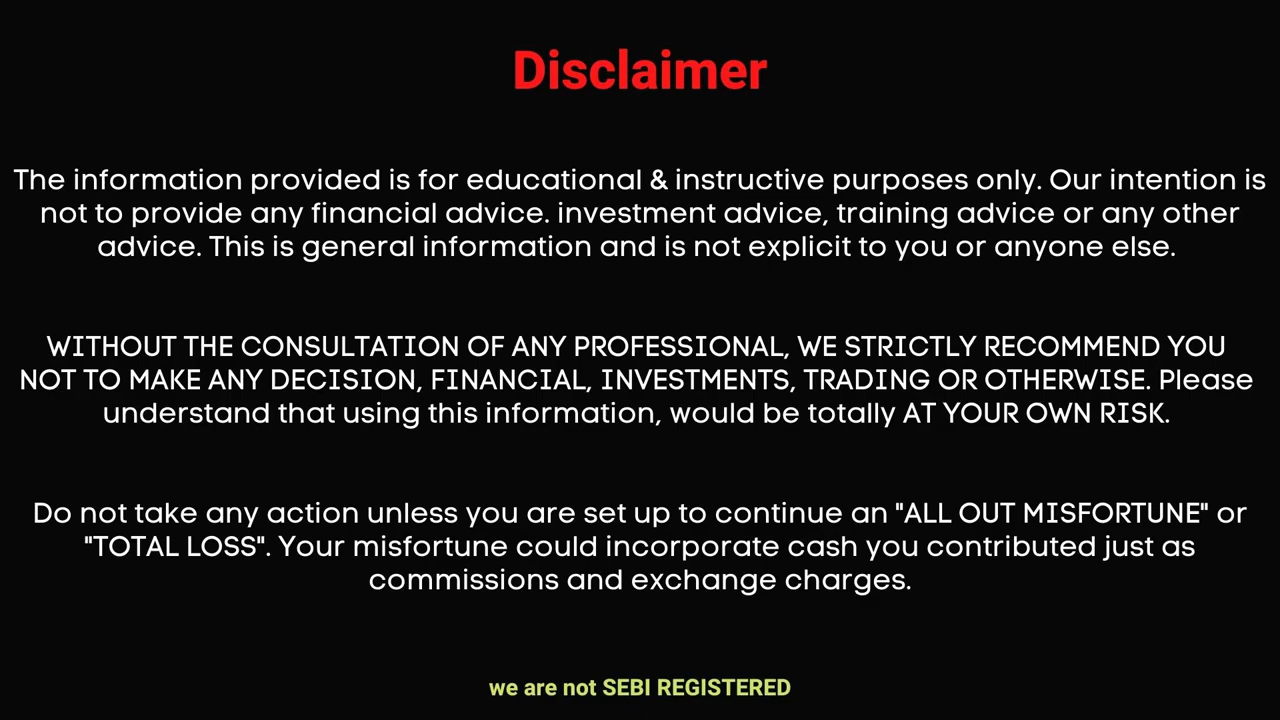 Disclaimer
The information provided is for educational & instructive purposes only. Our intention is
not to provide any financial advice. investment advice, training advice or any other
advice. This is general information and is not explicit to you or anyone else.
WITHOUT THE CONSULTATION OF ANY PROFESSIONAL, WE STRICTLY RECOMMEND YOU
NOT TO MAKE ANY DECISION, FINANCIAL, INVESTMENTS, TRADING OR OTHERWISE. Please
understand that using this information, would be totally AT YOUR OWN RISK.
Do not take any action unless you are set up to continue an "ALL OUT MISFORTUNE" or
"TOTAL LOSS". Your misfortune could incorporate cash you contributed just as
commissions and exchange charges.
we are not SEBI REGISTERED